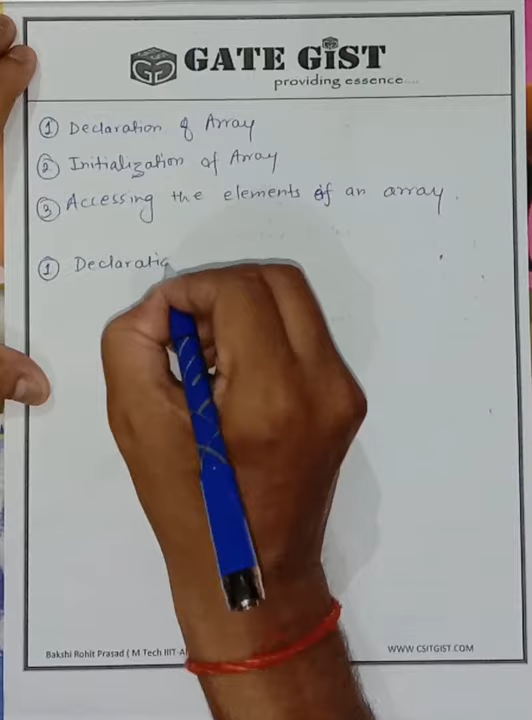 GATE GiST
providing essence....
① Declaration of Array
② Initialization of Array
③ Accessing the elements of an array.
① Declaratio
Bakshi Rohit Prasad ( M Tech IIIT-Al
WWW.CSITGIST.COM